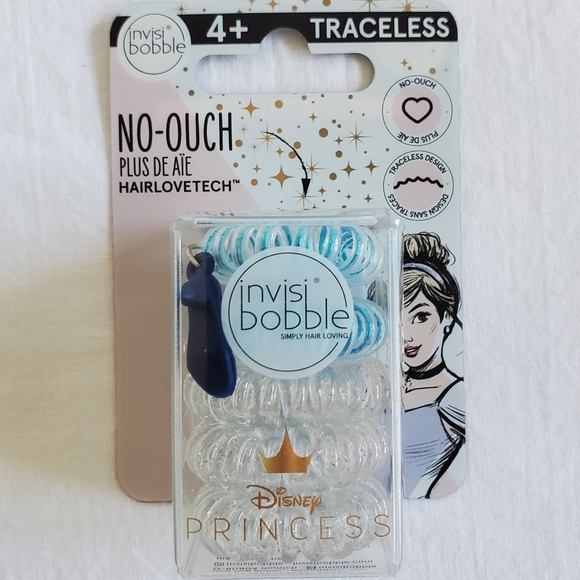 invisi®
bobble
4+
TRACELESS
NO-OUCH
PLUS DE AÏE
HAIRLOVETECH™
NO-OUCH
PLUS DE AÏE
TRACELESS DESIGN
DESIGN SANS TRACES
invisi®
bobble
SIMPLY HAIR LOVING
Disney
PRINCESS